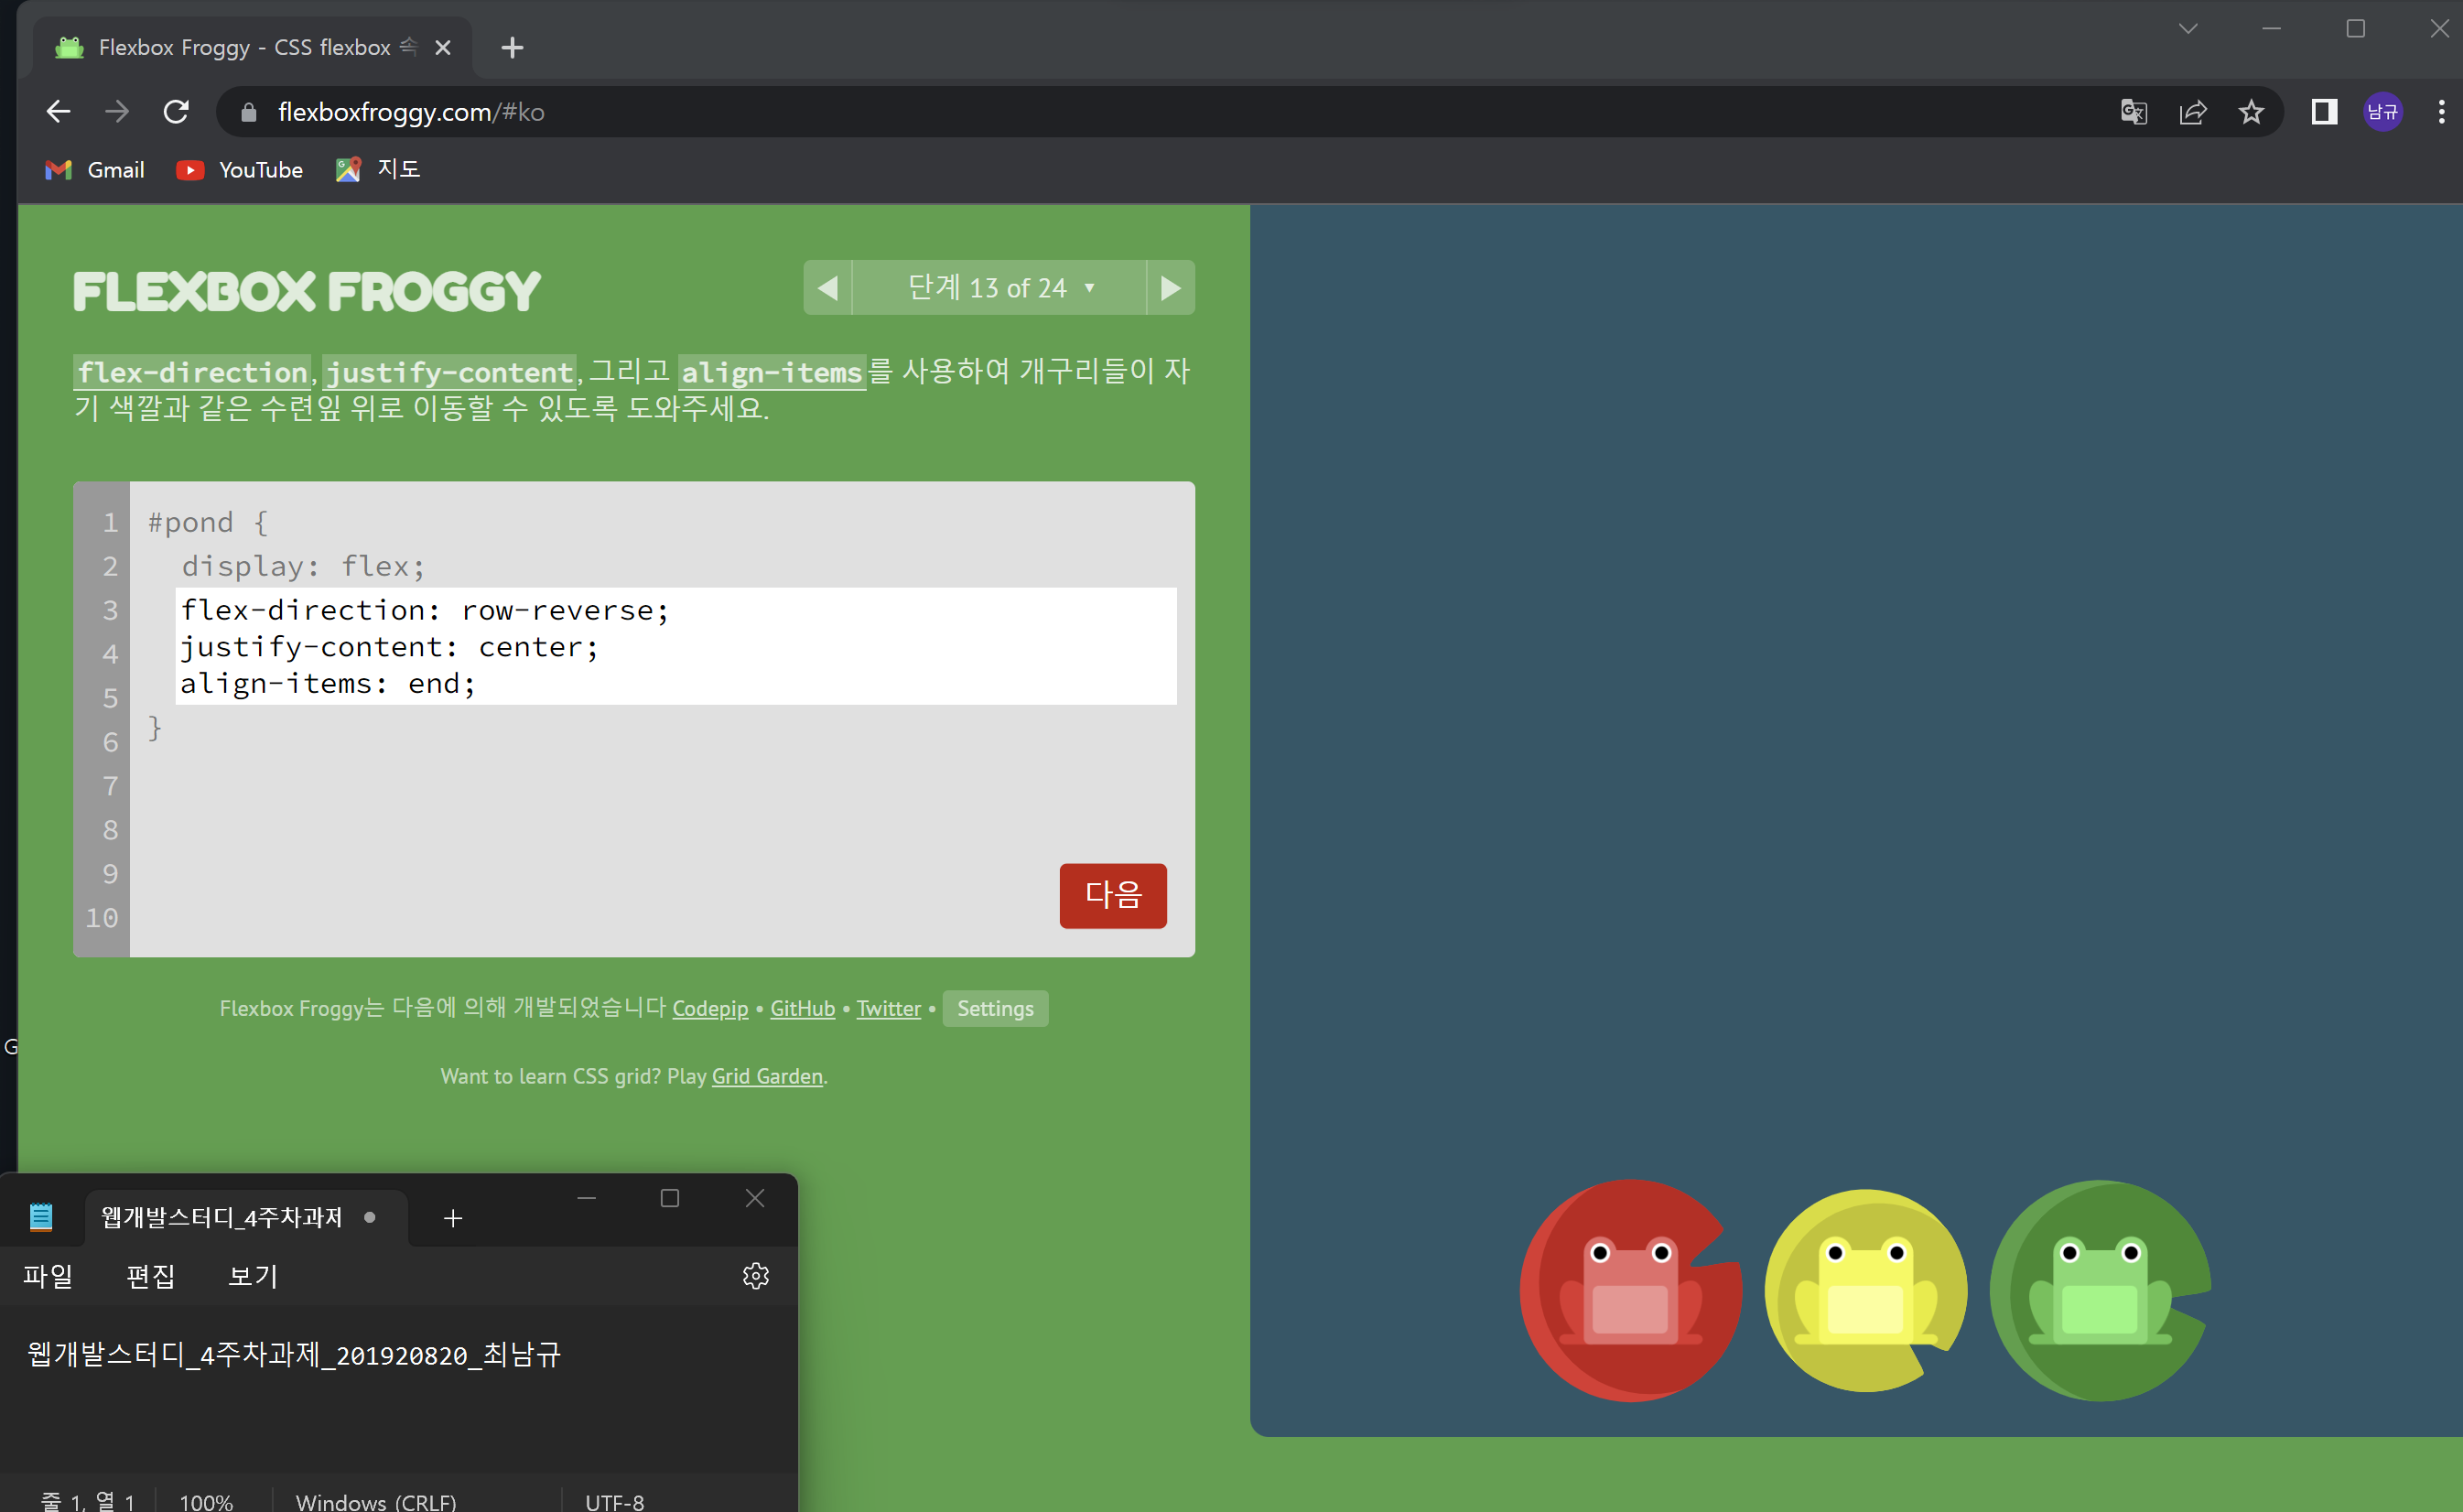 Flexbox Froggy - CSS flexbox 속
flexboxfroggy.com/#ko
남규
Gmail
YouTube
지도
FLEXBOX FROGGY
단계 13 of 24 ▼
flex-direction, justify-content, 그리고 align-items를 사용하여 개구리들이 자
기 색깔과 같은 수련잎 위로 이동할 수 있도록 도와주세요.
1 #pond {
2 display: flex;
3 flex-direction: row-reverse;
4 justify-content: center;
5 align-items: end;
6 }
7
8
9
10
다음
Flexbox Froggy는 다음에 의해 개발되었습니다 Codepip • GitHub • Twitter • Settings
Want to learn CSS grid? Play Grid Garden.
G
웹개발스터디_4주차과제
파일 편집 보기
웹개발스터디_4주차과제_201920820_최남규
줄 1, 열 1
100%
Windows (CRLF)
UTF-8